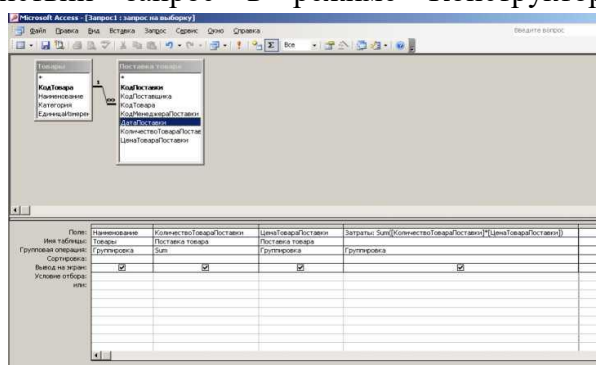 запрос в режиме Конструктор
Microsoft Access - [Запрос1 : запрос на выборку]
Файл Правка Вид Вставка Запрос Сервис Окно Справка
Введите вопрос
Все
Товары
*
КодТовара
Наименование
Категория
ЕдиницаИзмерен
1
∞
Поставка товара
*
КодПоставки
КодПоставщика
КодТовара
КодМенеджераПоставки
ДатаПоставки
КоличествоТовараПостав
ЦенаТовараПоставки
Поле: Наименование КоличествоТовараПоставки ЦенаТовараПоставки Затраты: Sum([КоличествоТовараПоставки]*[ЦенаТовараПоставки])
Имя таблицы: Товары Поставка товара Поставка товара
Групповая операция: Группировка Sum Группировка Группировка
Сортировка:
Вывод на экран:
Условие отбора:
или: